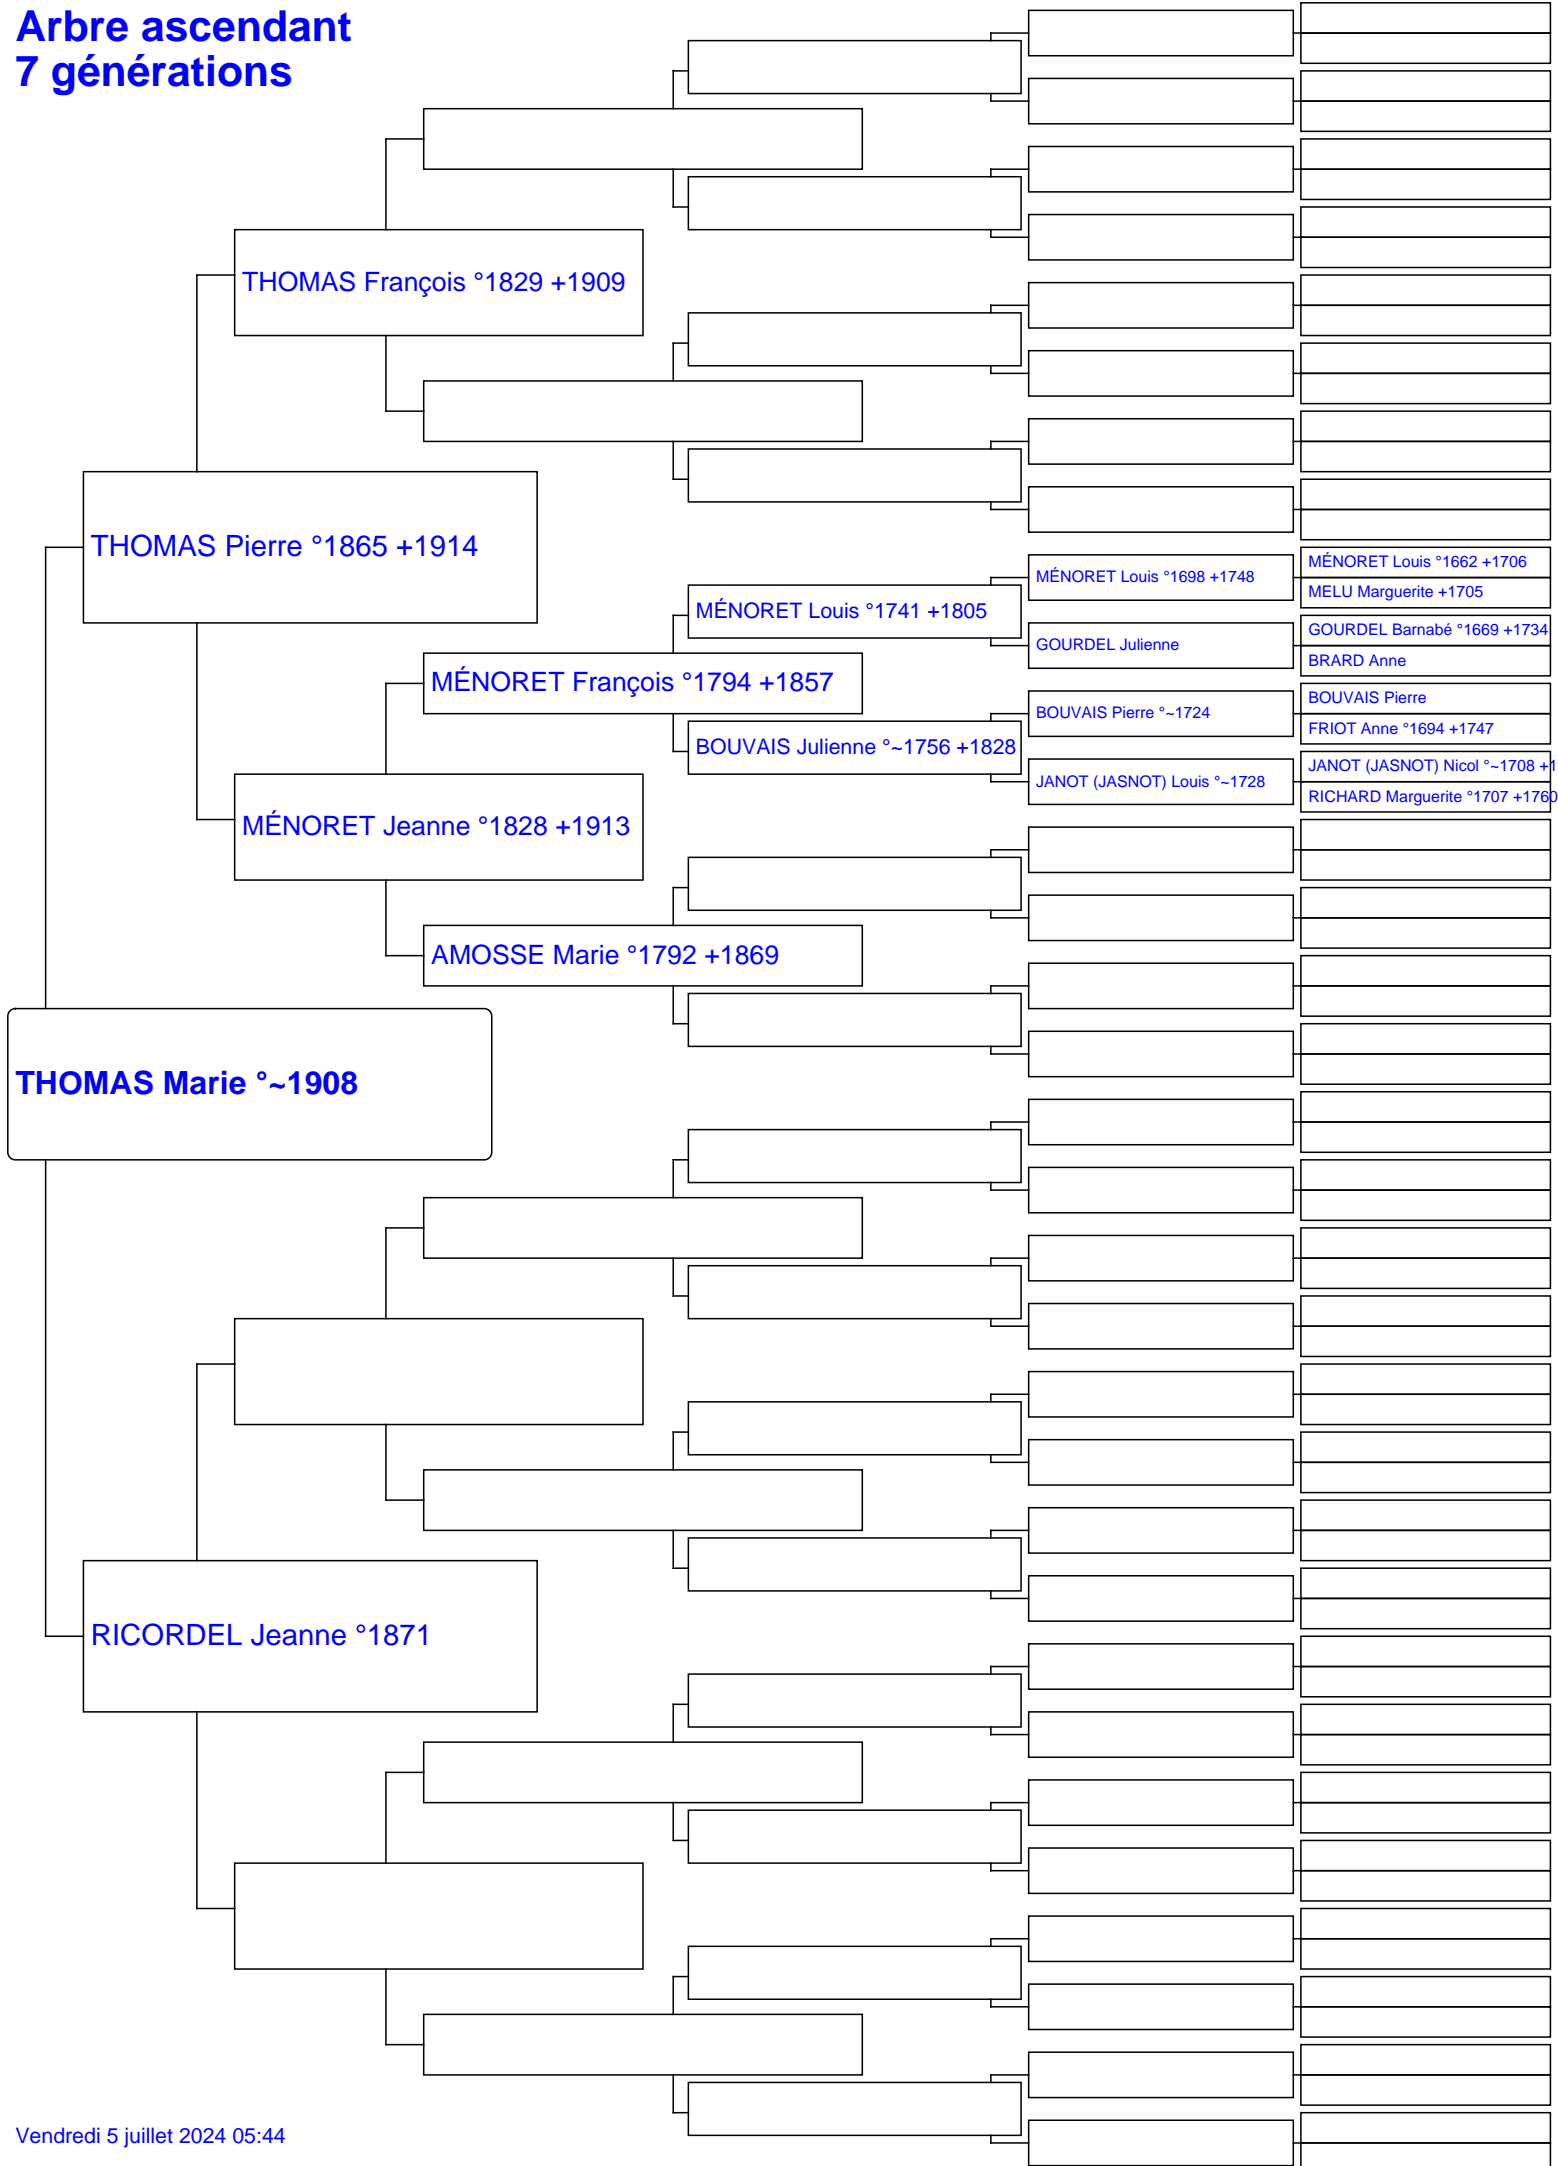 Arbre ascendant
7 générations
THOMAS François °1829 +1909
THOMAS Pierre °1865 +1914
MÉNORET Louis °1662 +1706
MÉNORET Louis °1698 +1748
MELU Marguerite +1705
MÉNORET Louis °1741 +1805
GOURDEL Barnabé °1669 +1734
GOURDEL Julienne
BRARD Anne
MÉNORET François °1794 +1857
BOUVAIS Pierre
BOUVAIS Pierre °~1724
FRIOT Anne °1694 +1747
BOUVAIS Julienne °~1756 +1828
JANOT (JASNOT) Nicol °~1708 +1
JANOT (JASNOT) Louis °~1728
RICHARD Marguerite °1707 +1760
MÉNORET Jeanne °1828 +1913
AMOSSE Marie °1792 +1869
THOMAS Marie °~1908
RICORDEL Jeanne °1871
Vendredi 5 juillet 2024 05:44